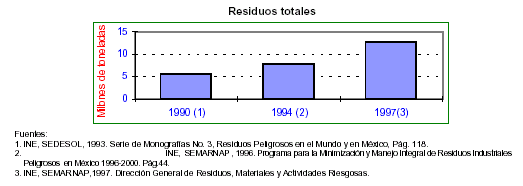 Residuos totales
Millones de toneladas
15
10
5
0
1990 (1)
1994 (2)
1997(3)
Fuentes:
1. INE, SEDESOL, 1993. Serie de Monografías No. 3, Residuos Peligrosos en el Mundo y en México, Pág. 118.
2. INE, SEMARNAP, 1996. Programa para la Minimización y Manejo Integral de Residuos Industriales
Peligrosos en México 1996-2000. Pág.44.
3. INE, SEMARNAP,1997. Dirección General de Residuos, Materiales y Actividades Riesgosas.